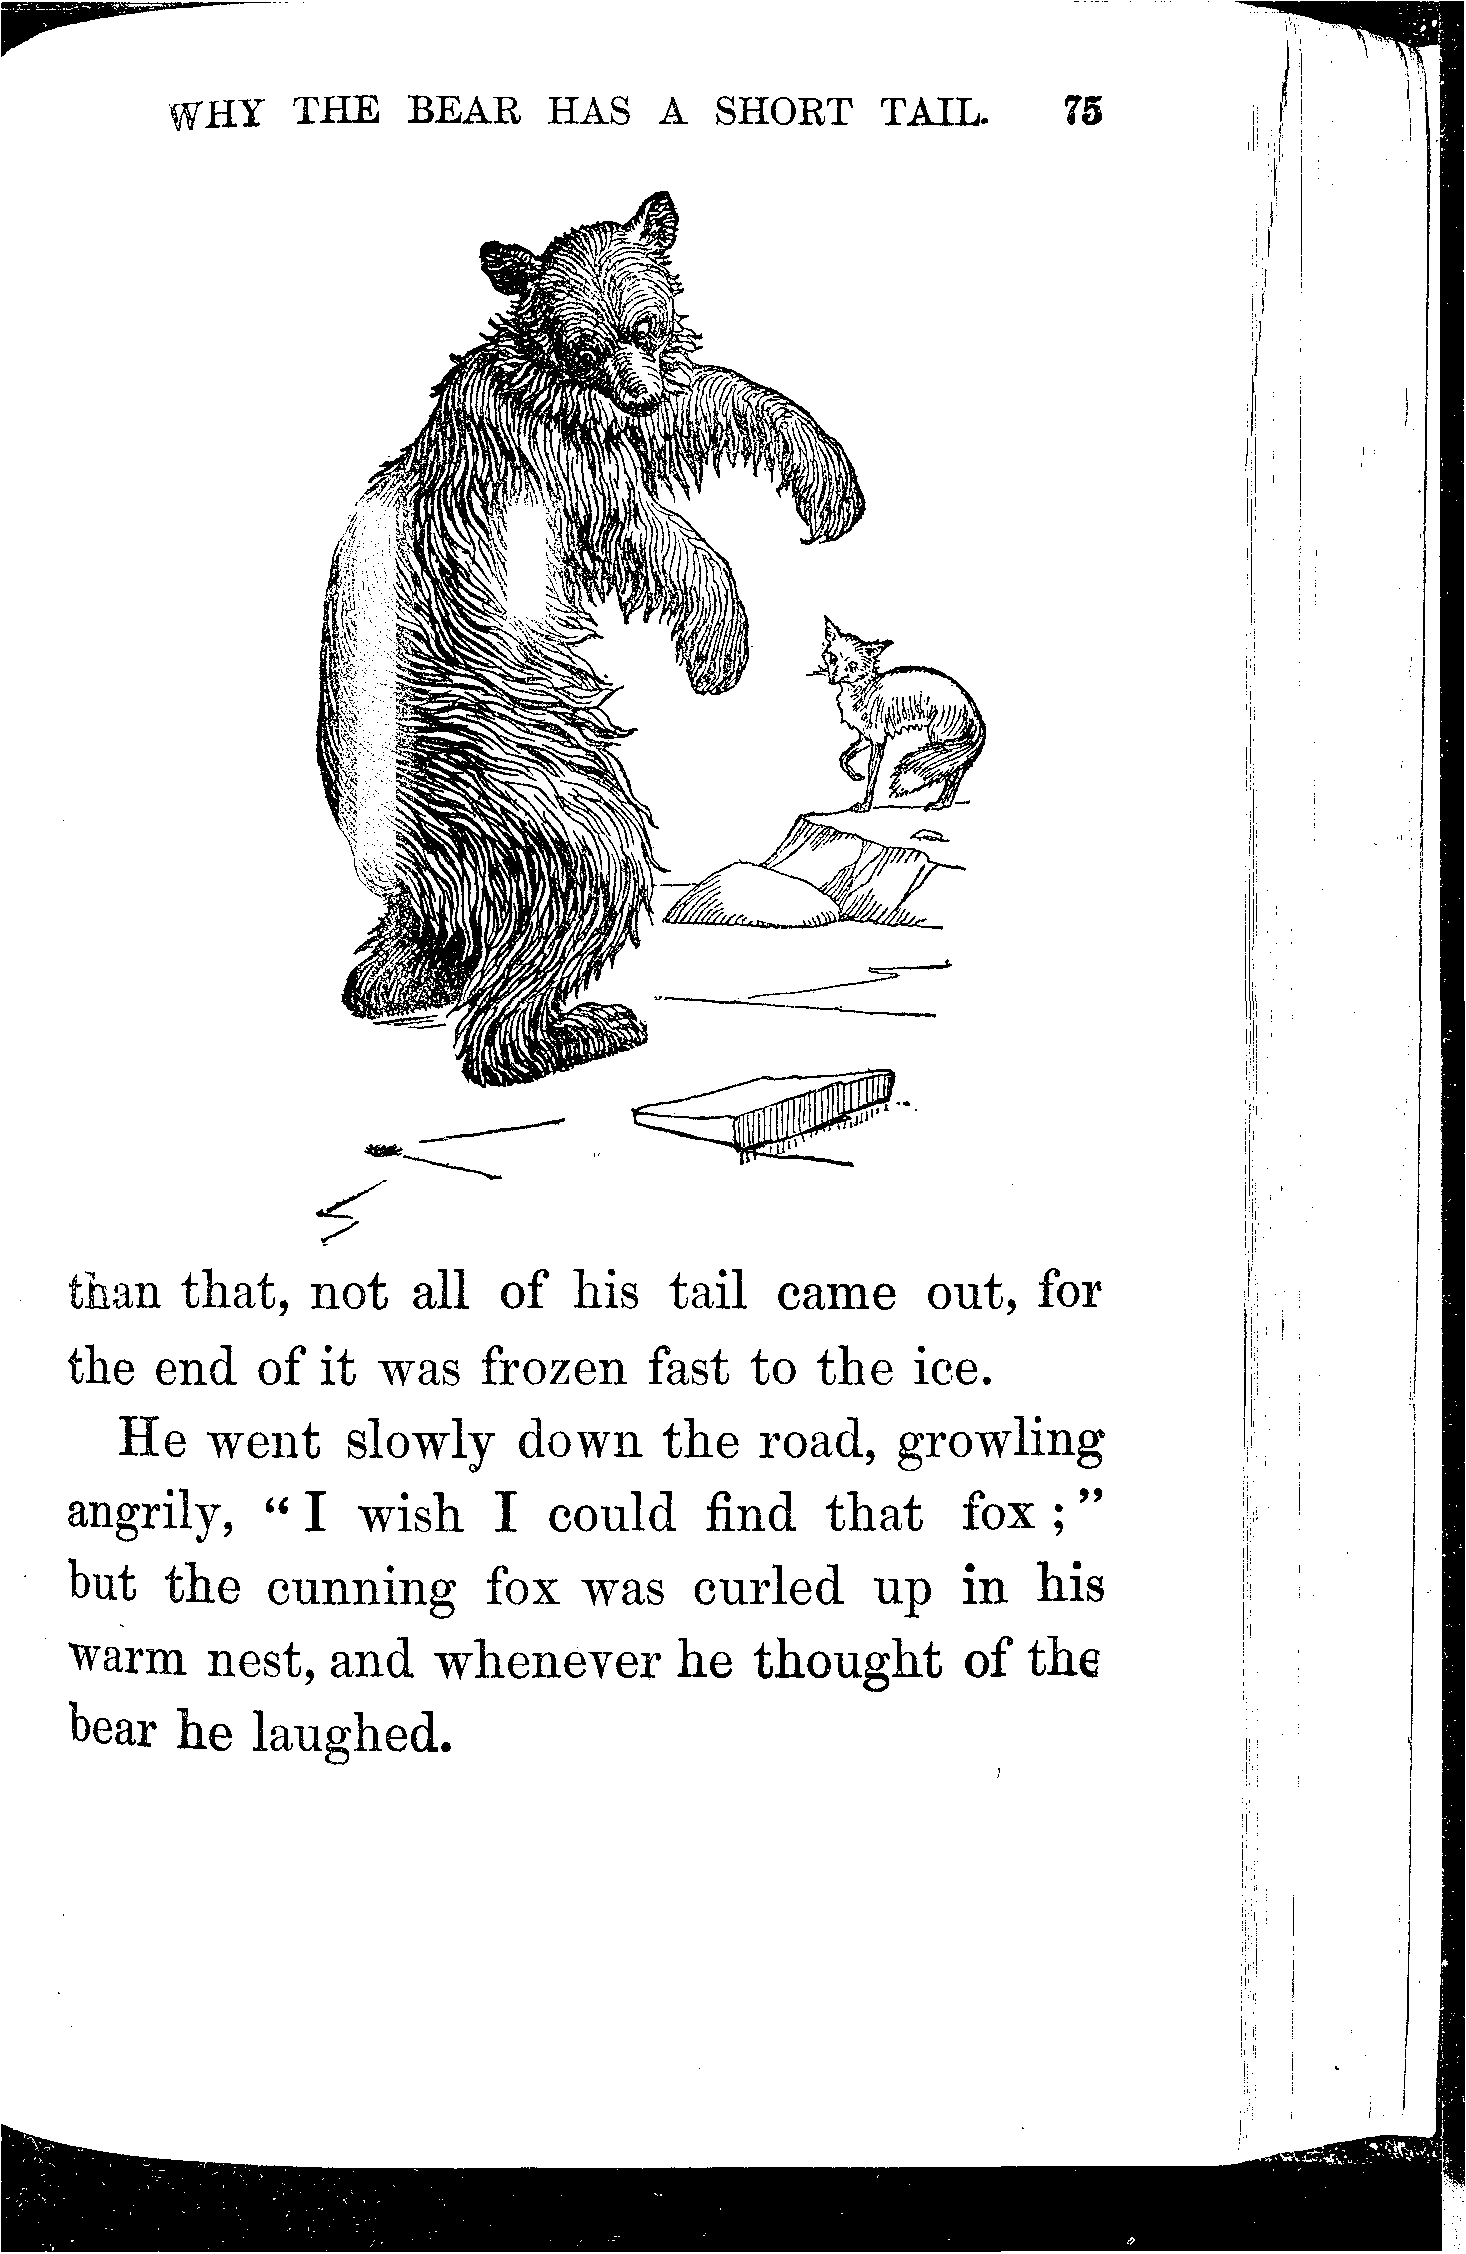 WHY THE BEAR HAS A SHORT TAIL. 75
than that, not all of his tail came out, for
the end of it was frozen fast to the ice.
He went slowly down the road, growling
angrily, “ I wish I could find that fox ; ”
but the cunning fox was curled up in his
warm nest, and whenever he thought of the
bear he laughed.